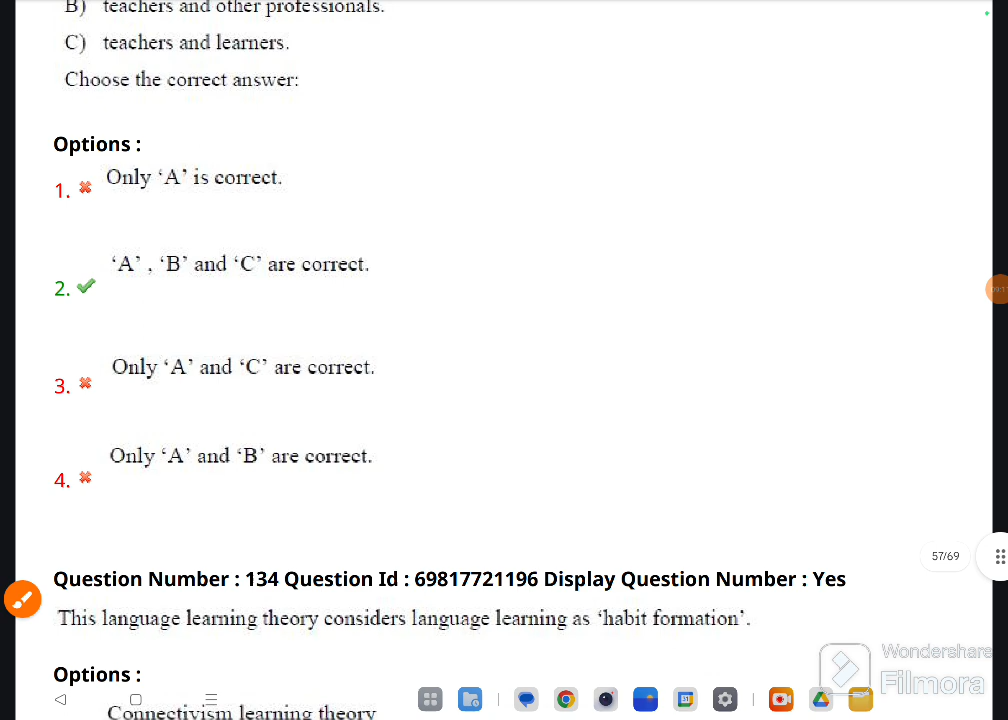 B) teachers and other professionals.
C) teachers and learners.
Choose the correct answer:
Options :
1. Only ‘A’ is correct.
2. ‘A’ , ‘B’ and ‘C’ are correct.
3. Only ‘A’ and ‘C’ are correct.
4. Only ‘A’ and ‘B’ are correct.
57/69
Question Number : 134 Question Id : 69817721196 Display Question Number : Yes
This language learning theory considers language learning as ‘habit formation’.
Wondershare
Filmora
Options :
Connectivism learning theory